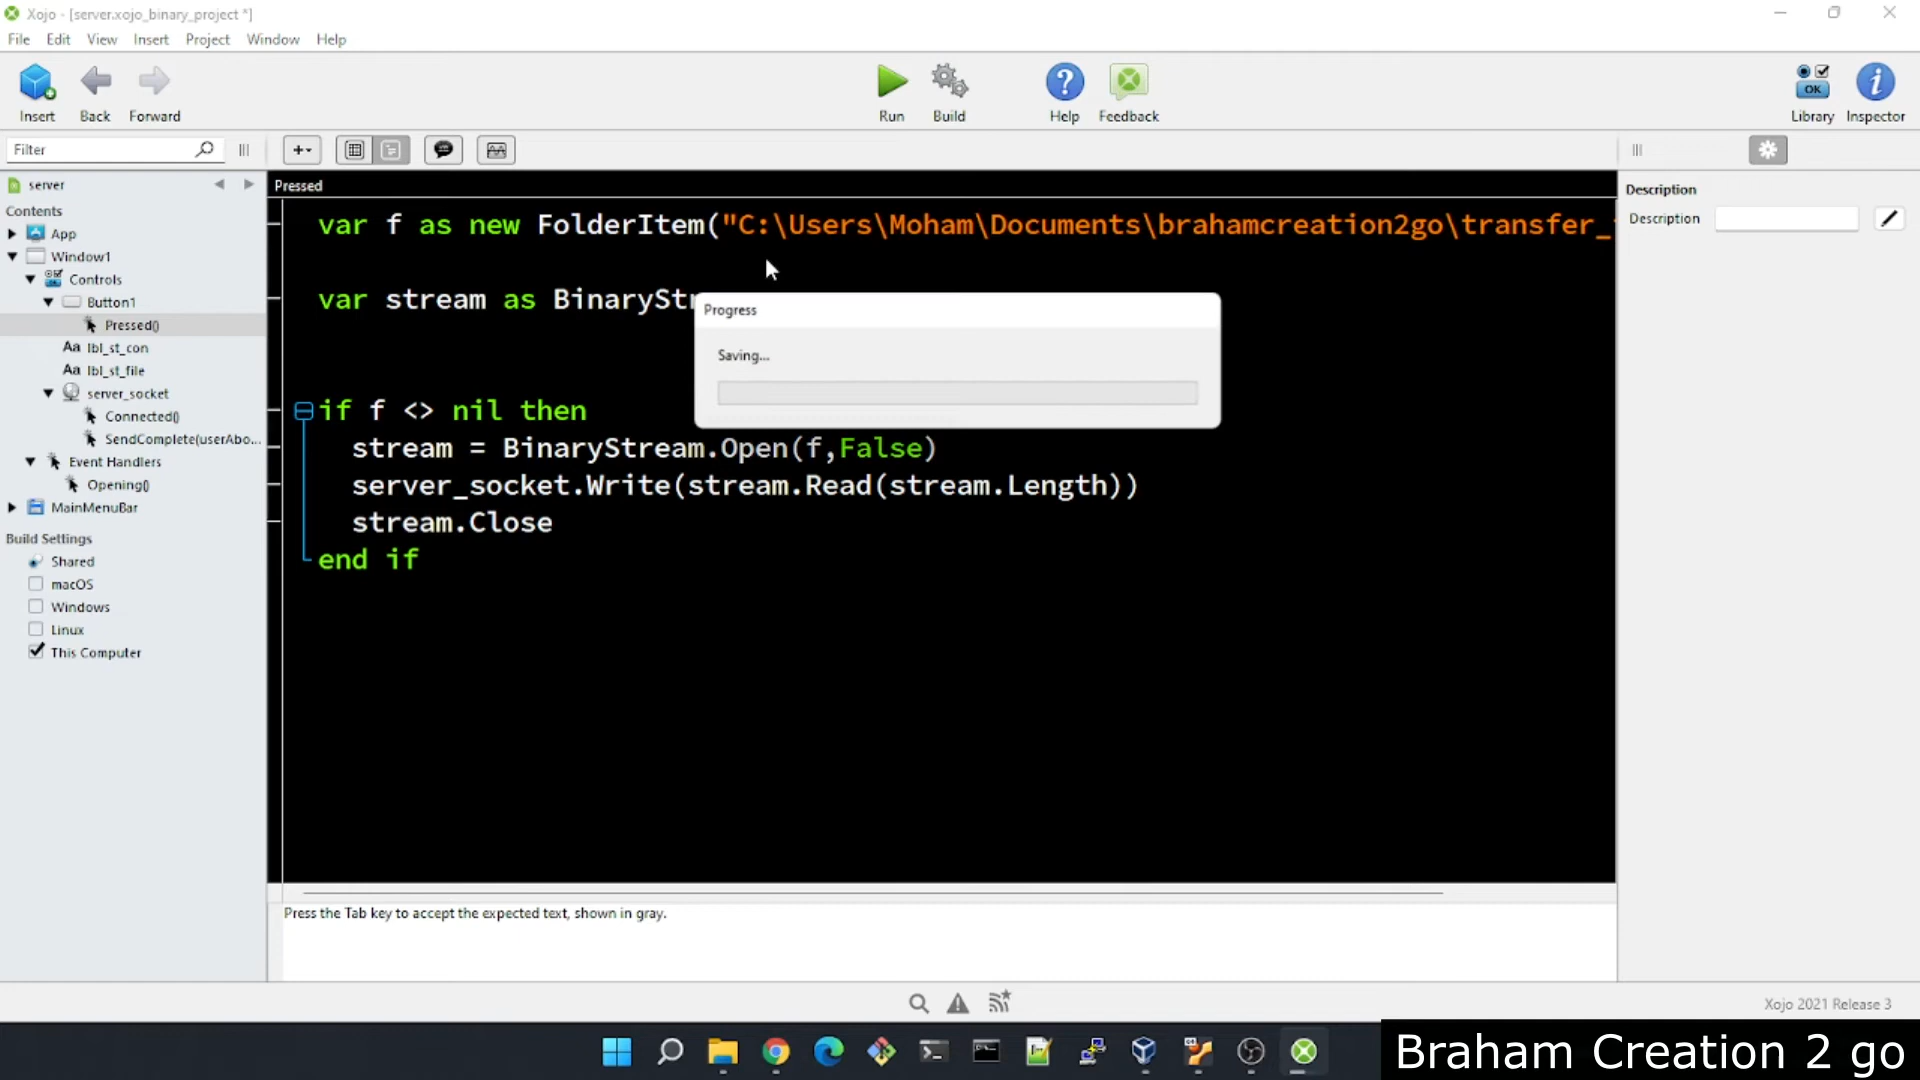 Xojo - [server.xojo_binary_project *]
File Edit View Insert Project Window Help
Insert Back Forward Run Build Help Feedback OK Library Inspector
Filter
server
Pressed
Description
Contents
Description
App
Window1
Controls
Button1
Pressed()
lbl_st_con
lbl_st_file
server_socket
Connected()
SendComplete(userAbo...
Event Handlers
Opening()
MainMenuBar
Build Settings
Shared
macOS
Windows
Linux
This Computer
var f as new FolderItem("C:\Users\Moham\Documents\brahamcreation2go\transfer_
var stream as BinaryStr
Progress
Saving...
if f <> nil then
stream = BinaryStream.Open(f,False)
server_socket.Write(stream.Read(stream.Length))
stream.Close
end if
Press the Tab key to accept the expected text, shown in gray.
Xojo 2021 Release 3
Braham Creation 2 go